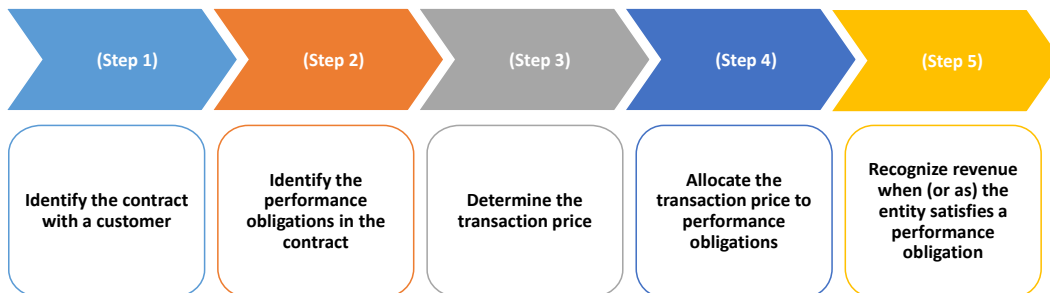 (Step 1)
(Step 2)
(Step 3)
(Step 4)
(Step 5)
Identify the contract
with a customer
Identify the
performance
obligations in the
contract
Determine the
transaction price
Allocate the
transaction price to
performance
obligations
Recognize revenue
when (or as) the
entity satisfies a
performance
obligation